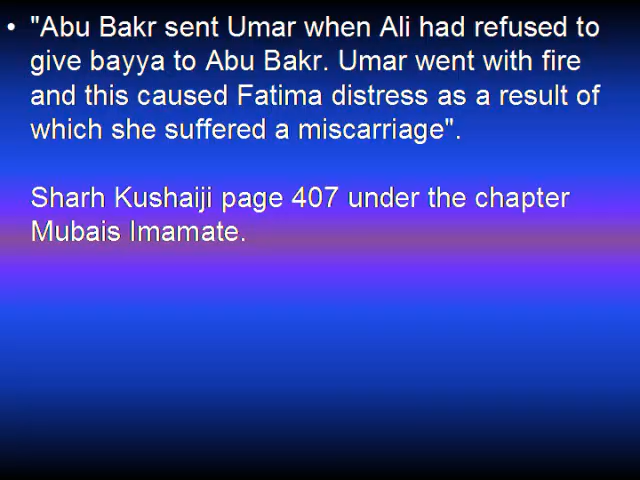 • "Abu Bakr sent Umar when Ali had refused to
give bayya to Abu Bakr. Umar went with fire
and this caused Fatima distress as a result of
which she suffered a miscarriage".
Sharh Kushaiji page 407 under the chapter
Mubais Imamate.